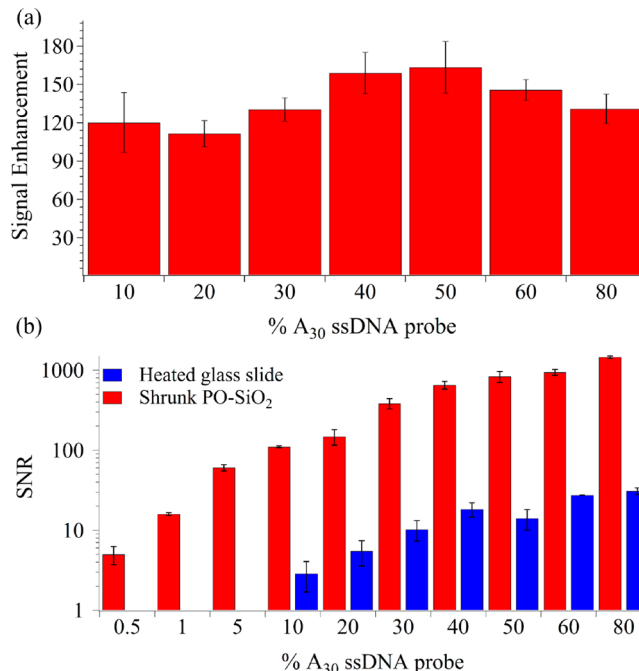 (a)
Signal Enhancement
180
150
120
90
60
30
10 20 30 40 50 60 80
% A30 ssDNA probe
(b)
Heated glass slide
Shrunk PO-SiO2
SNR
1000
100
10
1
0.5 1 5 10 20 30 40 50 60 80
% A30 ssDNA probe